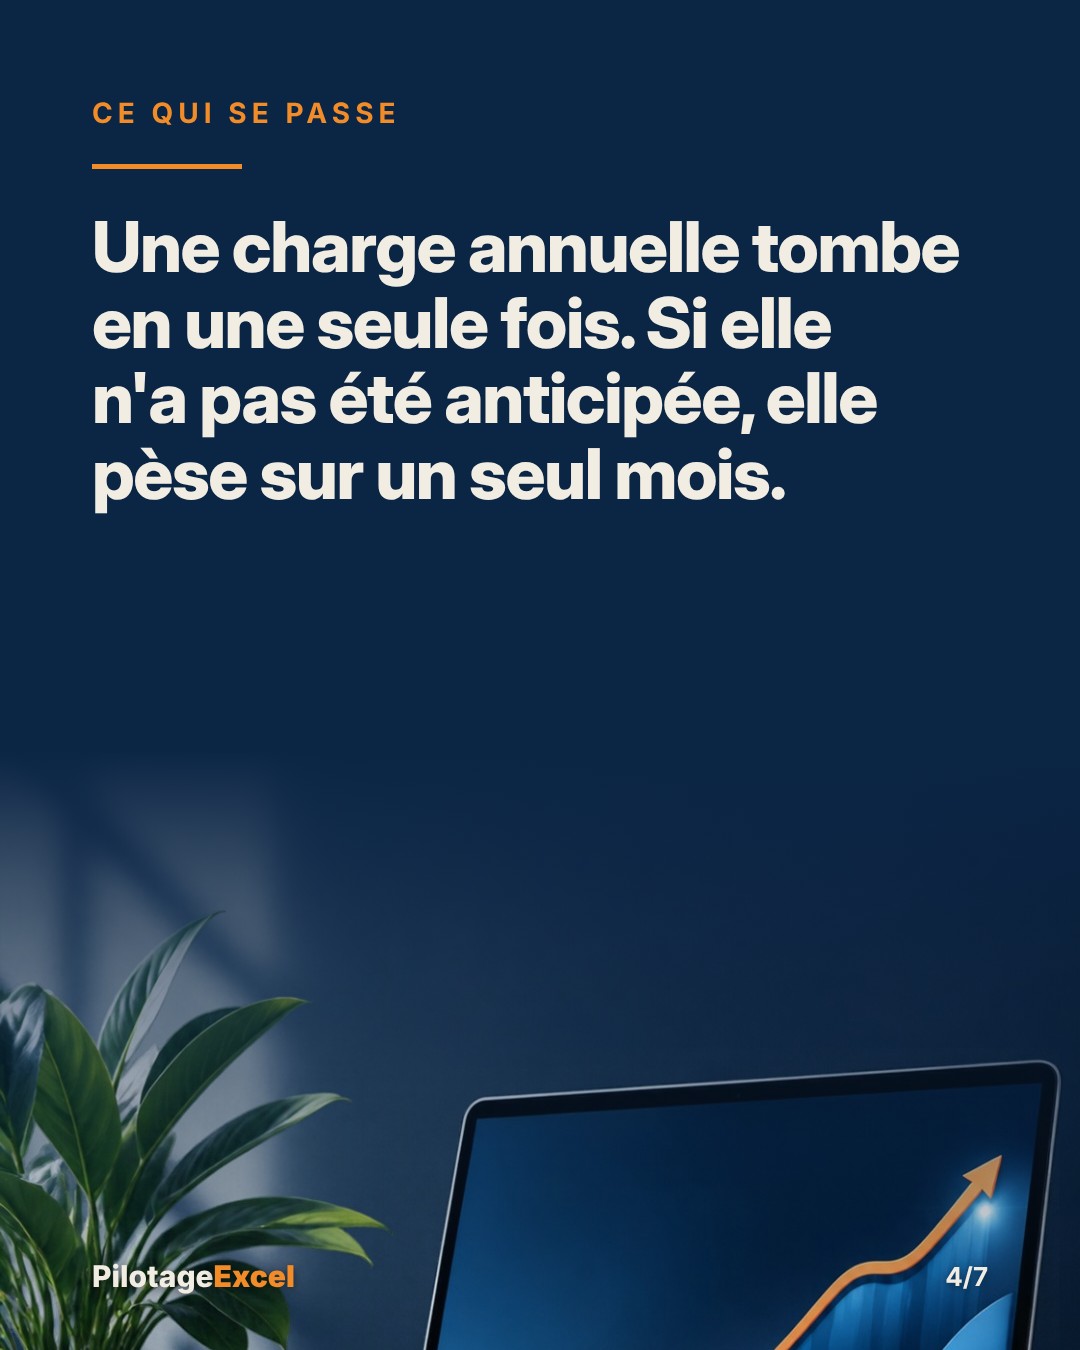 CE QUI SE PASSE
Une charge annuelle tombe
en une seule fois. Si elle
n'a pas été anticipée, elle
pèse sur un seul mois.
PilotageExcel
4/7